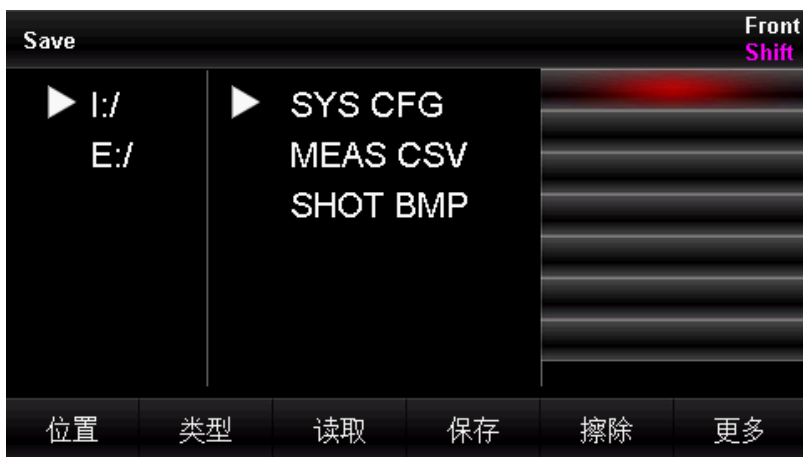 Save
Front
Shift
I:/
E:/
SYS CFG
MEAS CSV
SHOT BMP
位置 类型 读取 保存 擦除 更多